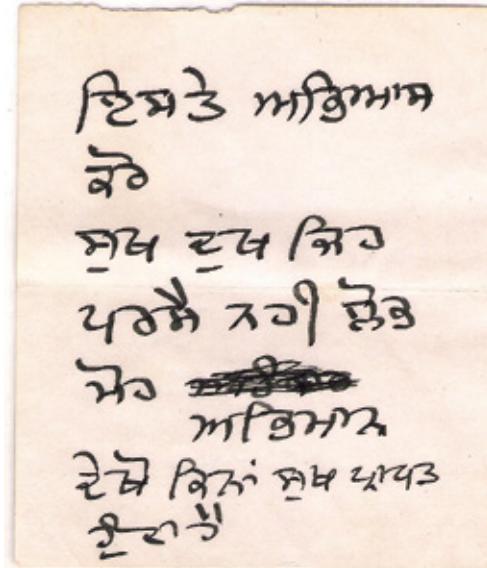 ਇਸਤੇ ਅਭਿਆਸ
ਕਰੋ
ਸੁਖ ਦੁਖ ਜਿਹ
ਪਰਸੈ ਨਹੀ ਲੋਭ
ਮੋਹ
ਅਭਿਮਾਨ
ਦੇਖੋ ਕਿਨਾਂ ਸੁਖ ਪ੍ਰਾਪਤ
ਹੁੰਦਾ ਹੈ